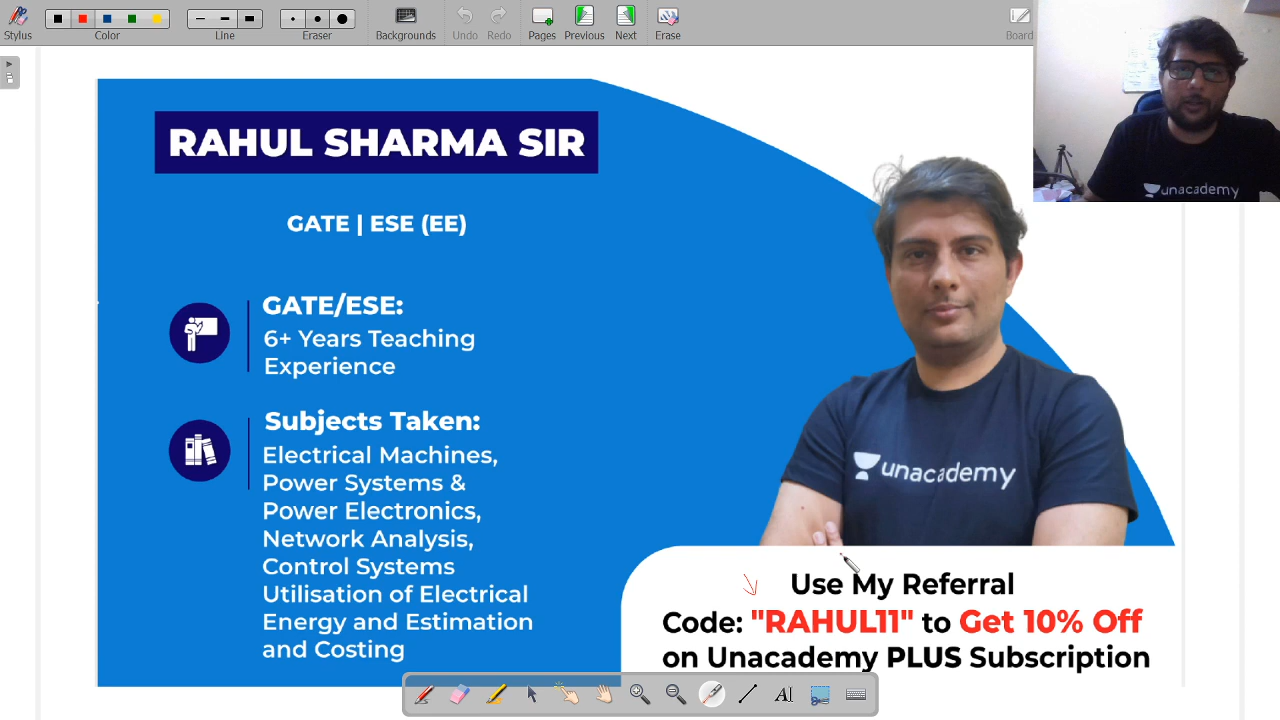 Stylus
Color
Line
Eraser
Backgrounds
Undo
Redo
Pages
Previous
Next
Erase
Board
unacademy
RAHUL SHARMA SIR
GATE | ESE (EE)
GATE/ESE:
6+ Years Teaching
Experience
Subjects Taken:
Electrical Machines,
Power Systems &
Power Electronics,
Network Analysis,
Control Systems
Utilisation of Electrical
Energy and Estimation
and Costing
unacademy
Use My Referral
Code: "RAHUL11" to Get 10% Off
on Unacademy PLUS Subscription
AI